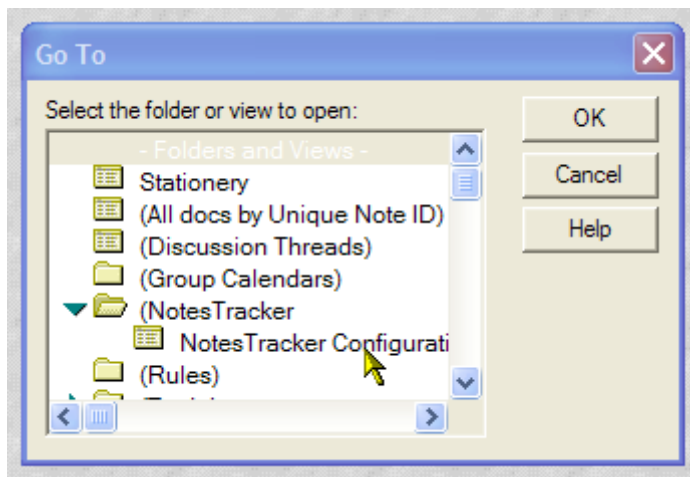 Go To
Select the folder or view to open:
- Folders and Views -
Stationery
(All docs by Unique Note ID)
(Discussion Threads)
(Group Calendars)
(NotesTracker
NotesTracker Configurati
(Rules)
OK
Cancel
Help